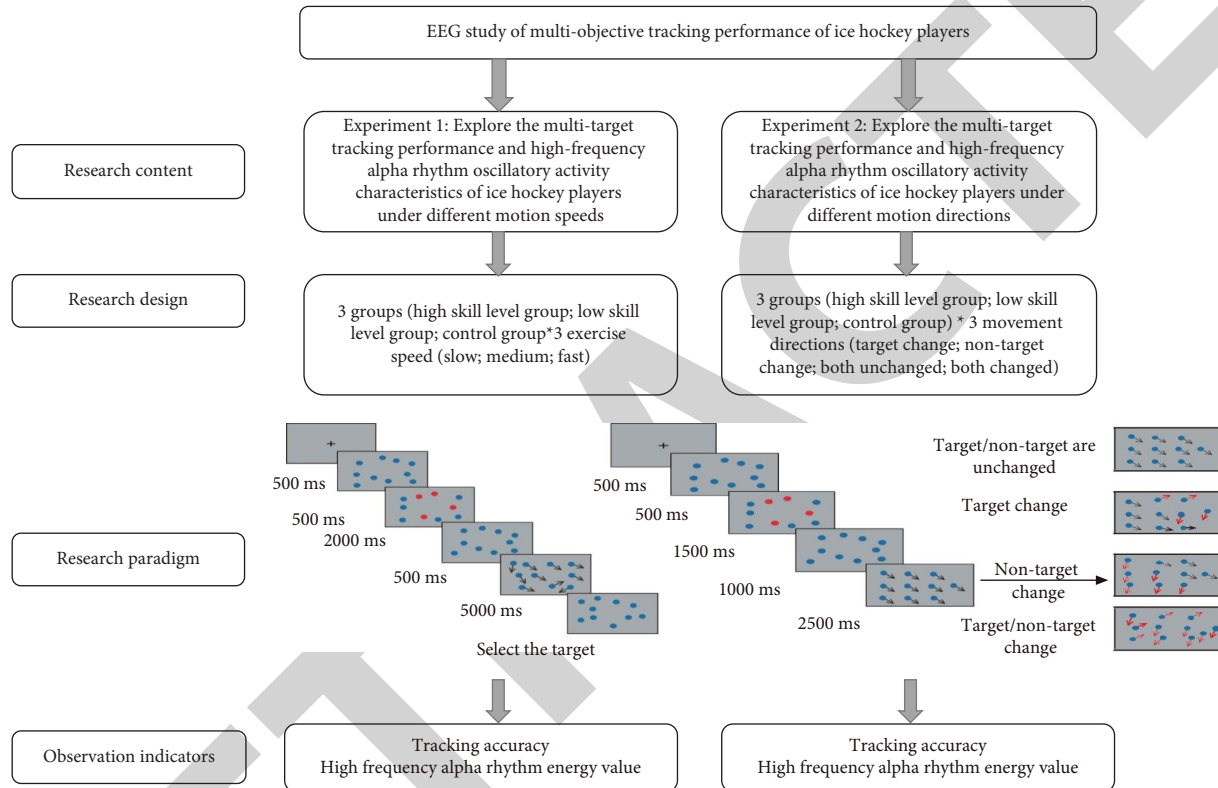 EEG study of multi-objective tracking performance of ice hockey players
Research content
Experiment 1: Explore the multi-target
tracking performance and high-frequency
alpha rhythm oscillatory activity
characteristics of ice hockey players
under different motion speeds
Experiment 2: Explore the multi-target
tracking performance and high-frequency
alpha rhythm oscillatory activity
characteristics of ice hockey players under
different motion directions
Research design
3 groups (high skill level group; low skill
level group; control group*3 exercise
speed (slow; medium; fast)
3 groups (high skill level group; low skill
level group; control group) * 3 movement
directions (target change; non-target
change; both unchanged; both changed)
Research paradigm
500 ms
500 ms
2000 ms
500 ms
5000 ms
Select the target
500 ms
500 ms
1500 ms
1000 ms
2500 ms
Target/non-target are
unchanged
Target change
Non-target
change
Target/non-target
change
Observation indicators
Tracking accuracy
High frequency alpha rhythm energy value
Tracking accuracy
High frequency alpha rhythm energy value